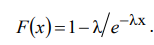 F(x) = 1 – λ/e^{–λx} .